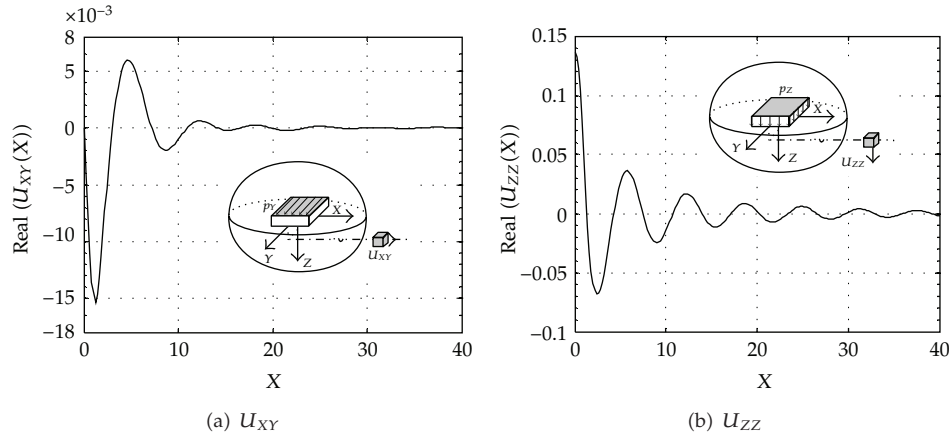 ×10⁻³
8
5
0
−5
−10
−15
−18
0
10
20
30
40
Real (U_XY(X))
X
p_Y
X
Y
Z
U_XY
(a) U_XY
0.15
0.1
0.05
0
−0.05
−0.1
0
10
20
30
40
Real (U_ZZ(X))
X
p_Z
X
Y
Z
U_ZZ
(b) U_ZZ